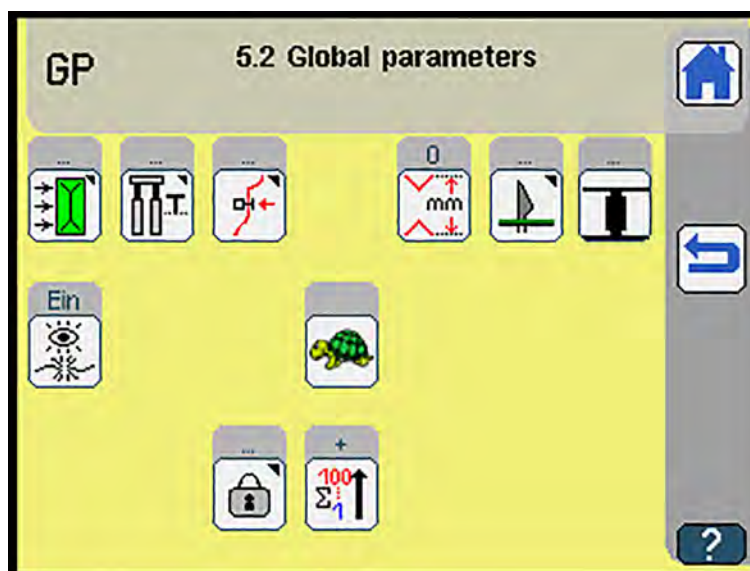 GP
5.2 Global parameters
... ... ... 0 ... ...
mm
Ein
... +
100
Σ 1
?